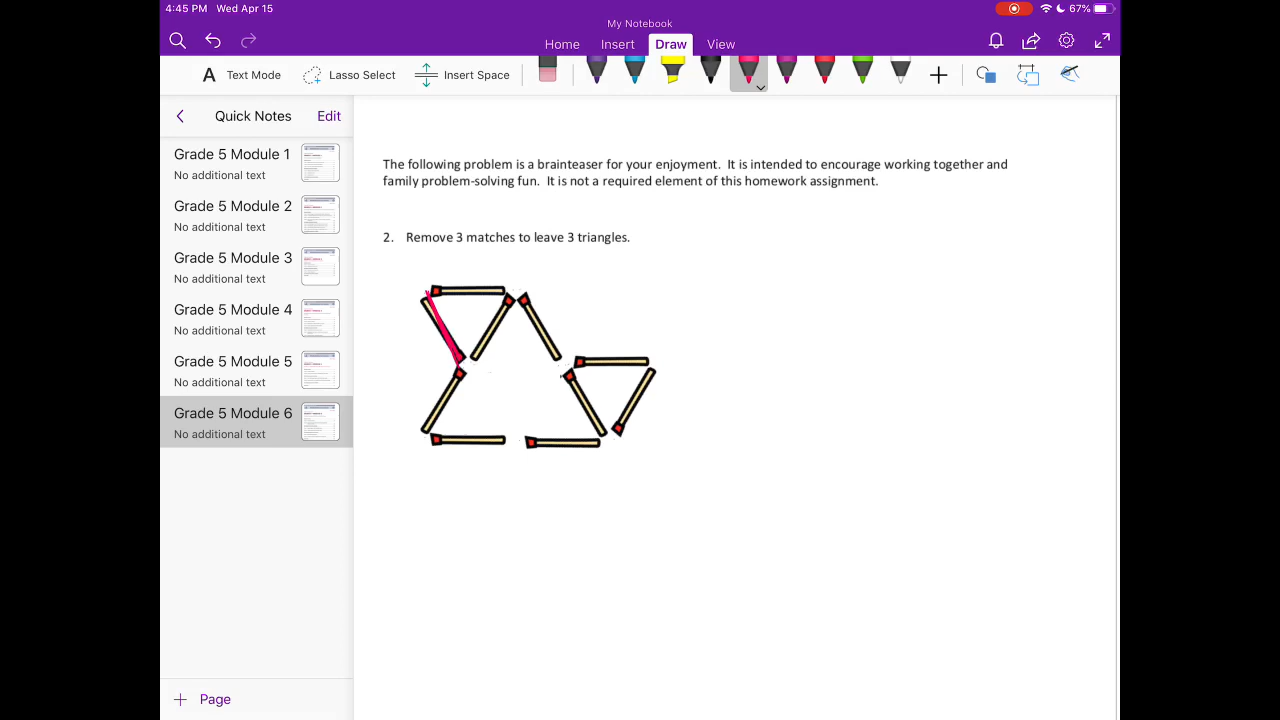 4:45 PM Wed Apr 15
67%
My Notebook
Home Insert Draw View
Text Mode Lasso Select Insert Space
Quick Notes Edit
Grade 5 Module 1
No additional text
Grade 5 Module 2
No additional text
Grade 5 Module 3
No additional text
Grade 5 Module 4
No additional text
Grade 5 Module 5
No additional text
Grade 5 Module 6
No additional text
Page
The following problem is a brainteaser for your enjoyment. It is intended to encourage working together and
family problem-solving fun. It is not a required element of this homework assignment.
2. Remove 3 matches to leave 3 triangles.